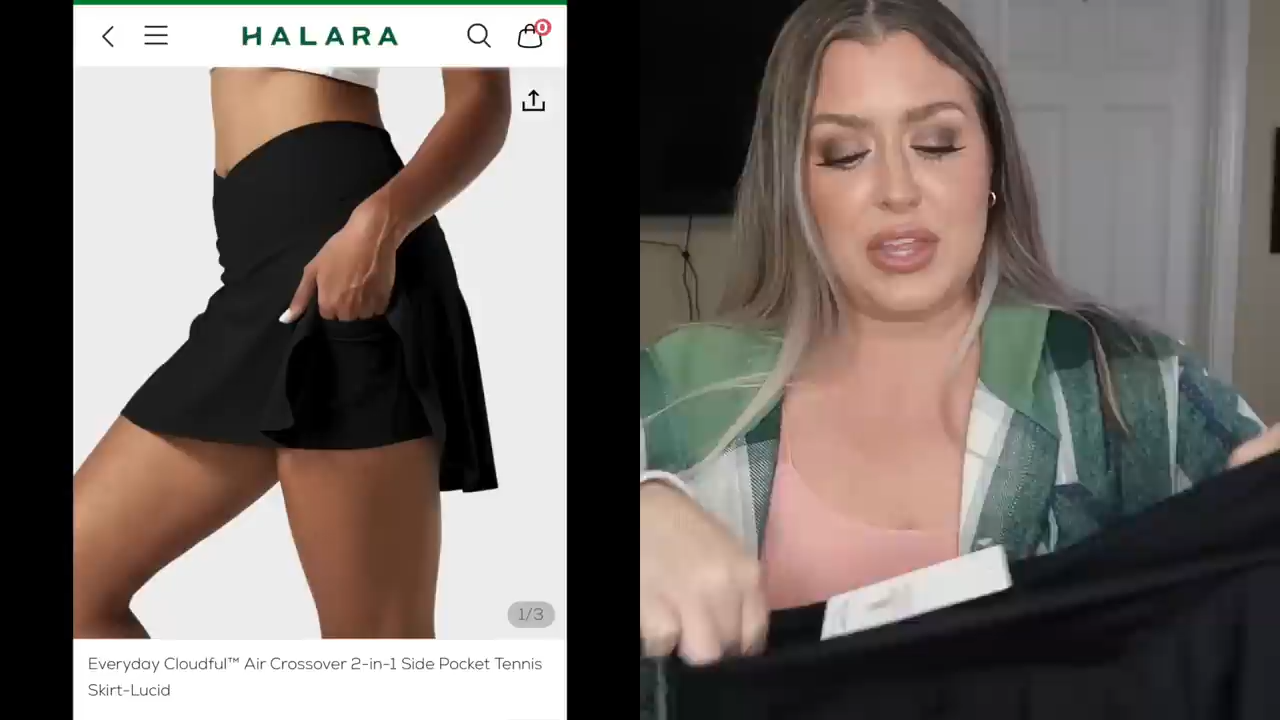 HALARA
0
1/3
Everyday Cloudful™ Air Crossover 2-in-1 Side Pocket Tennis
Skirt-Lucid